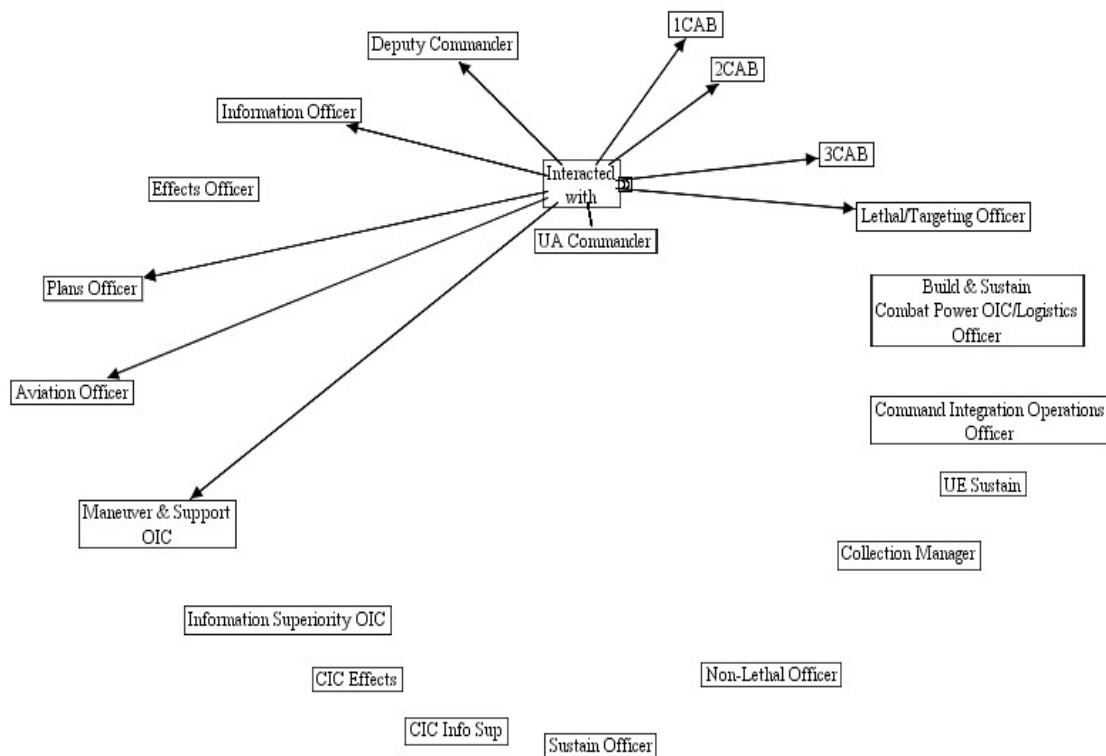 1CAB
Deputy Commander
2CAB
Information Officer
3CAB
Interacted
with
Effects Officer
Lethal/Targeting Officer
UA Commander
Plans Officer
Build & Sustain
Combat Power OIC/Logistics
Officer
Aviation Officer
Command Integration Operations
Officer
UE Sustain
Maneuver & Support
OIC
Collection Manager
Information Superiority OIC
Non-Lethal Officer
CIC Effects
CIC Info Sup
Sustain Officer